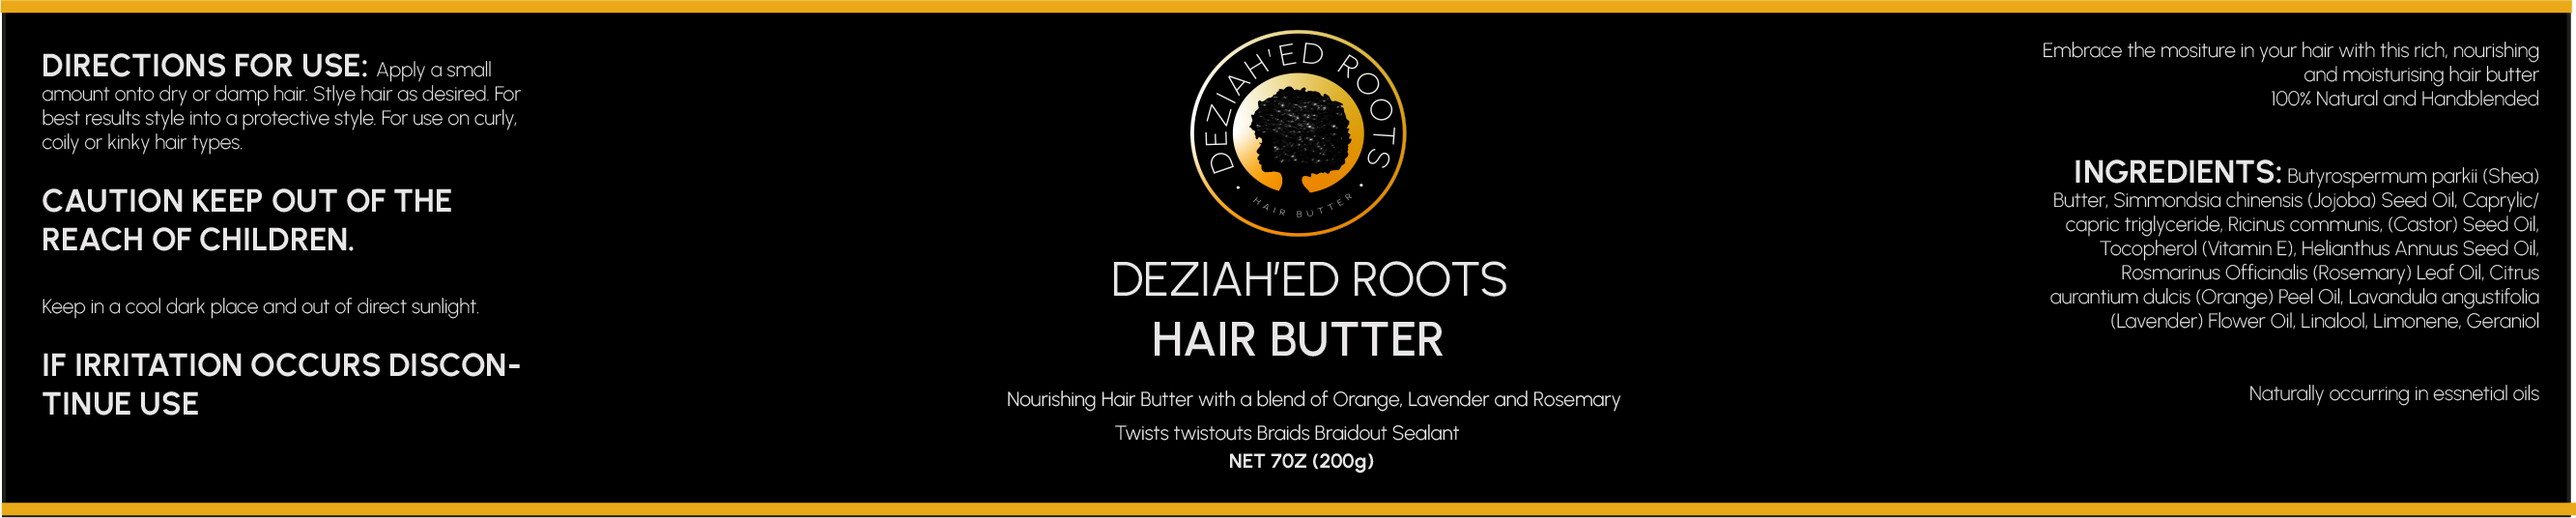 DIRECTIONS FOR USE: Apply a small
amount onto dry or damp hair. Stlye hair as desired. For
best results style into a protective style. For use on curly,
coily or kinky hair types.
CAUTION KEEP OUT OF THE
REACH OF CHILDREN.
Keep in a cool dark place and out of direct sunlight.
IF IRRITATION OCCURS DISCON-
TINUE USE
DEZIAH'ED ROOTS
HAIR BUTTER
DEZIAH'ED ROOTS
HAIR BUTTER
Nourishing Hair Butter with a blend of Orange, Lavender and Rosemary
Twists twistouts Braids Braidout Sealant
NET 7OZ (200g)
Embrace the mositure in your hair with this rich, nourishing
and moisturising hair butter
100% Natural and Handblended
INGREDIENTS: Butyrospermum parkii (Shea)
Butter, Simmondsia chinensis (Jojoba) Seed Oil, Caprylic/
capric triglyceride, Ricinus communis, (Castor) Seed Oil,
Tocopherol (Vitamin E), Helianthus Annuus Seed Oil,
Rosmarinus Officinalis (Rosemary) Leaf Oil, Citrus
aurantium dulcis (Orange) Peel Oil, Lavandula angustifolia
(Lavender) Flower Oil, Linalool, Limonene, Geraniol
Naturally occurring in essnetial oils